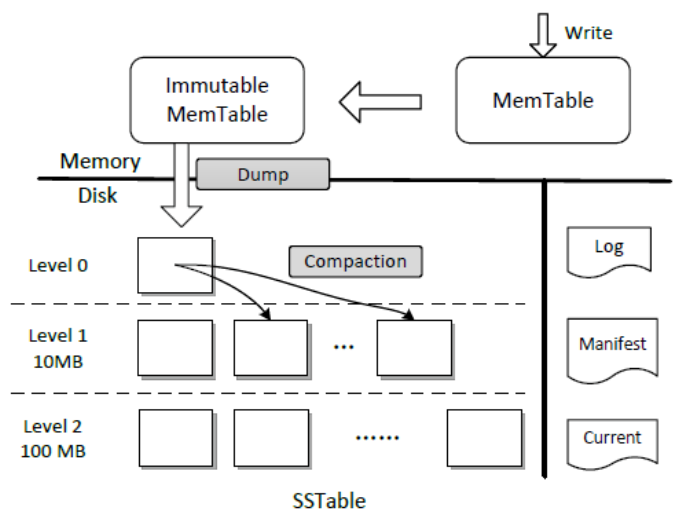 Write
Immutable
MemTable
MemTable
Memory
Dump
Disk
Level 0
Compaction
Log
Level 1
10MB
...
Manifest
Level 2
100 MB
......
Current
SSTable